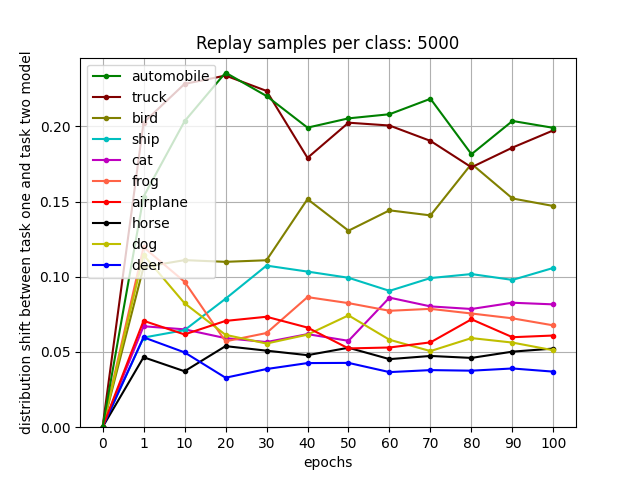 Replay samples per class: 5000
distribution shift between task one and task two model
automobile
truck
bird
ship
cat
frog
airplane
horse
dog
deer
0.20
0.15
0.10
0.05
0.00
0 1 10 20 30 40 50 60 70 80 90 100
epochs